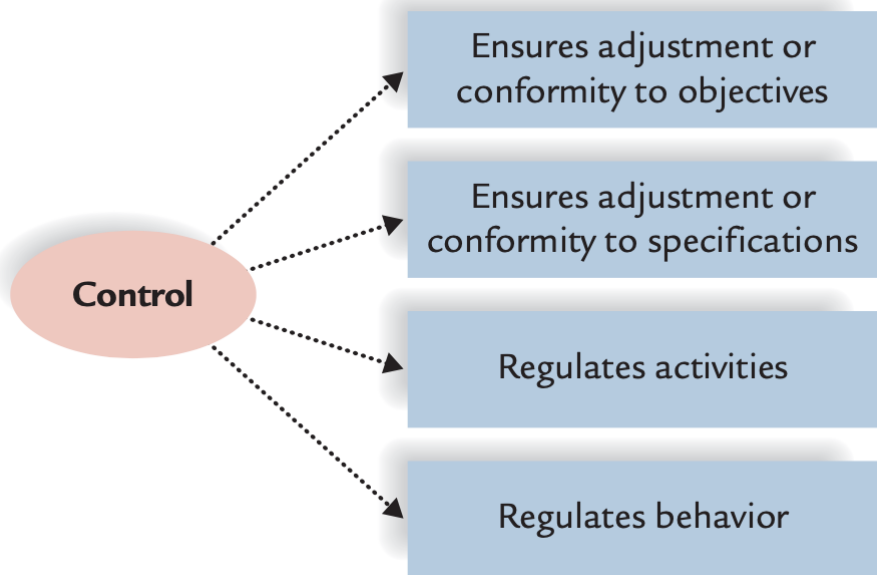 Ensures adjustment or
conformity to objectives
Ensures adjustment or
conformity to specifications
Control
Regulates activities
Regulates behavior